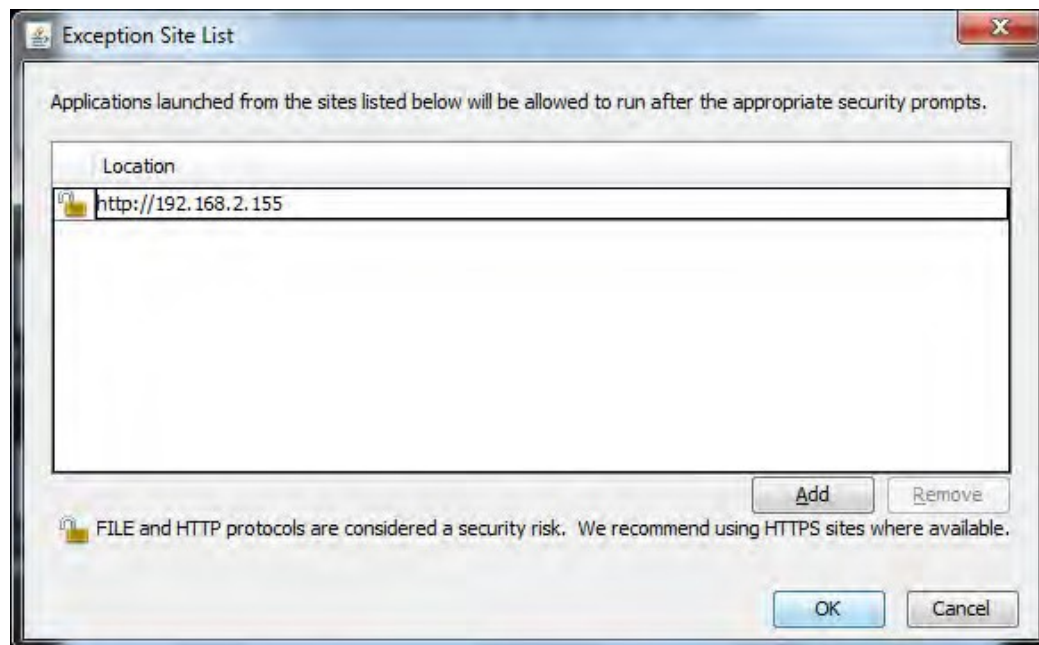 Exception Site List
Applications launched from the sites listed below will be allowed to run after the appropriate security prompts.
Location
http://192.168.2.155
Add
Remove
FILE and HTTP protocols are considered a security risk. We recommend using HTTPS sites where available.
OK
Cancel